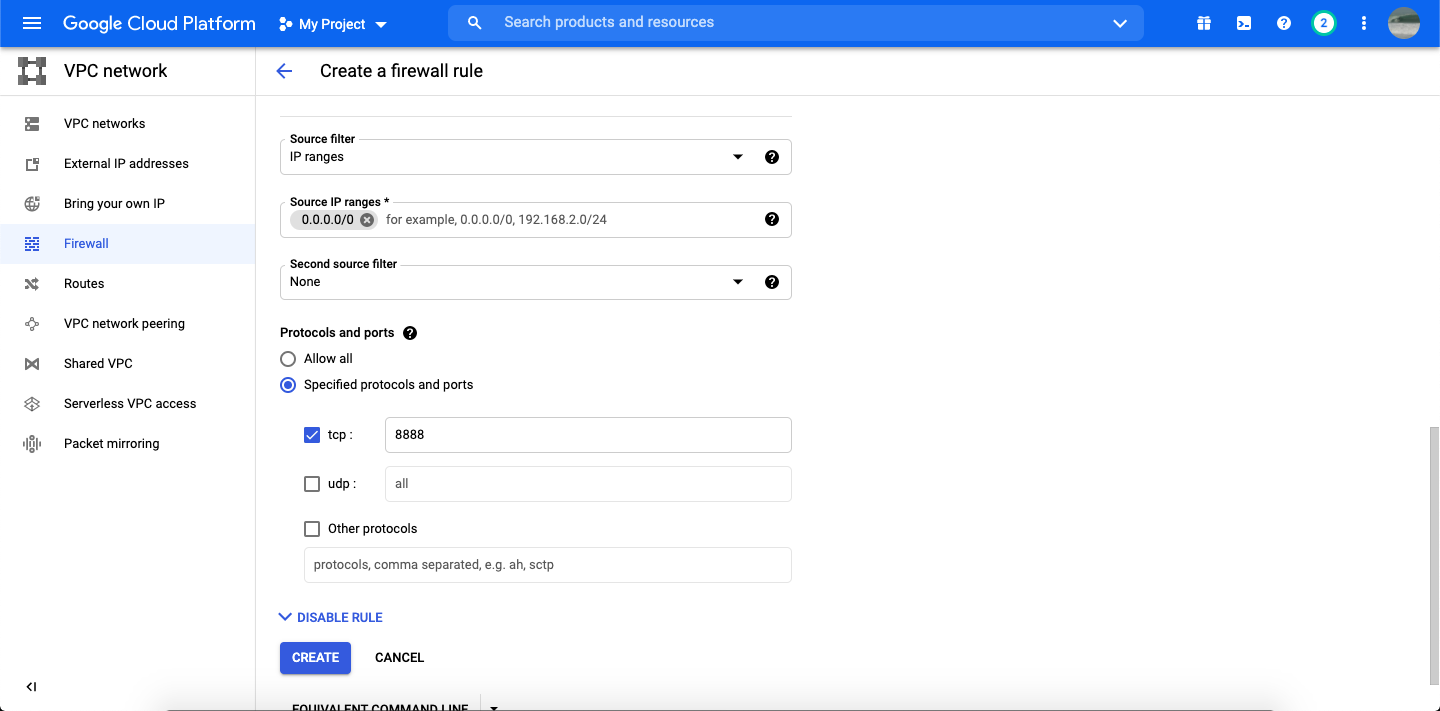 Google Cloud Platform
My Project
Search products and resources
2
VPC network
Create a firewall rule
VPC networks
External IP addresses
Bring your own IP
Firewall
Routes
VPC network peering
Shared VPC
Serverless VPC access
Packet mirroring
Source filter
IP ranges
Source IP ranges *
0.0.0.0/0 for example, 0.0.0.0/0, 192.168.2.0/24
Second source filter
None
Protocols and ports
Allow all
Specified protocols and ports
tcp : 8888
udp : all
Other protocols
protocols, comma separated, e.g. ah, sctp
DISABLE RULE
CREATE CANCEL
EQUIVALENT COMMAND LINE